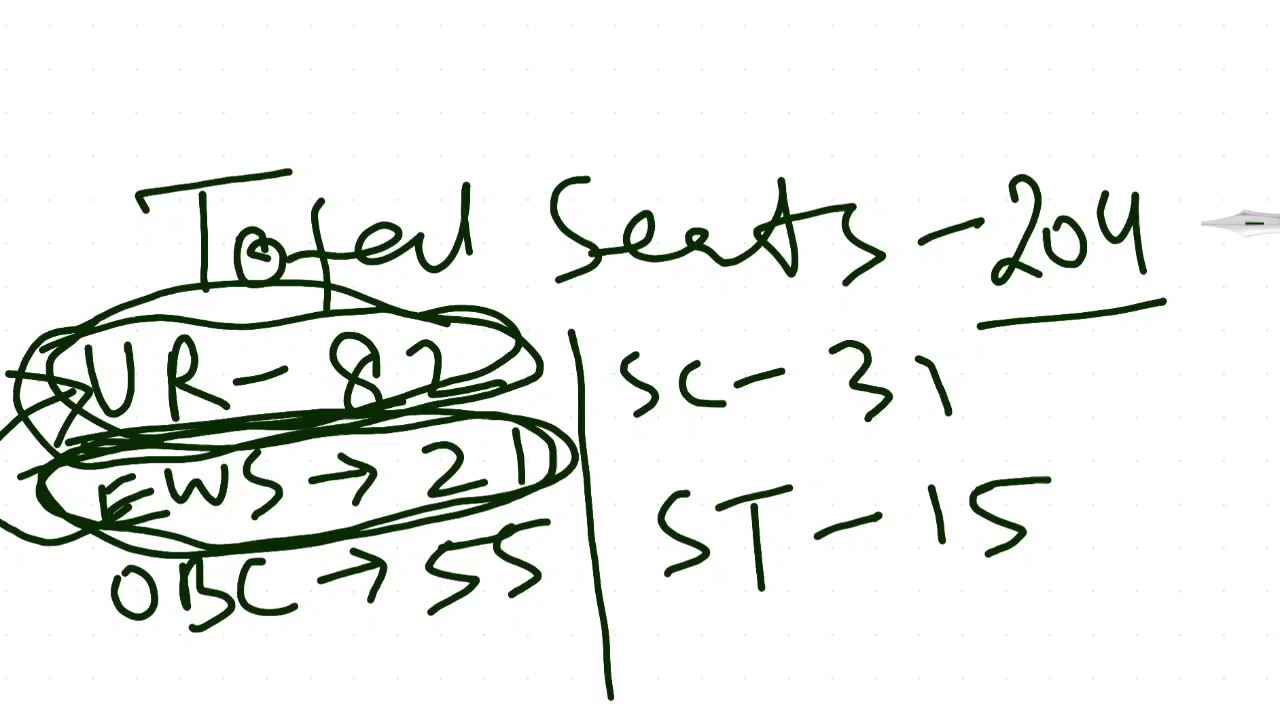 Total Seats - 204
UR - 82
EWS → 21
OBC → 55
SC - 31
ST - 15